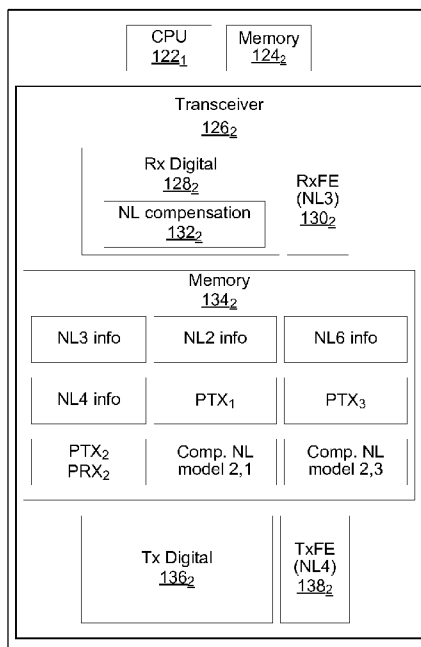 CPU
122₁
Memory
124₂
Transceiver
126₂
Rx Digital
128₂
NL compensation
132₂
RxFE
(NL3)
130₂
Memory
134₂
NL3 info
NL2 info
NL6 info
NL4 info
PTX₁
PTX₃
PTX₂
PRX₂
Comp. NL
model 2,1
Comp. NL
model 2,3
Tx Digital
136₂
TxFE
(NL4)
138₂